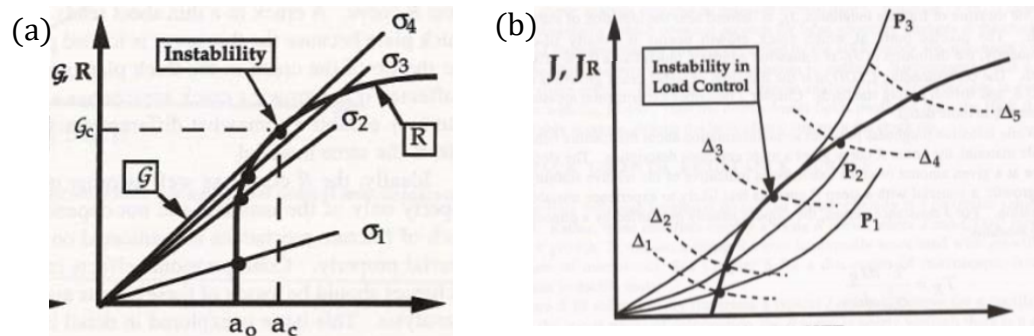 (a)
𝒢, R
Instablility
σ4
σ3
σ2
R
𝒢c
𝒢
σ1
ao
ac
(b)
J, JR
Instability in
Load Control
P3
Δ5
Δ4
Δ3
P2
P1
Δ2
Δ1